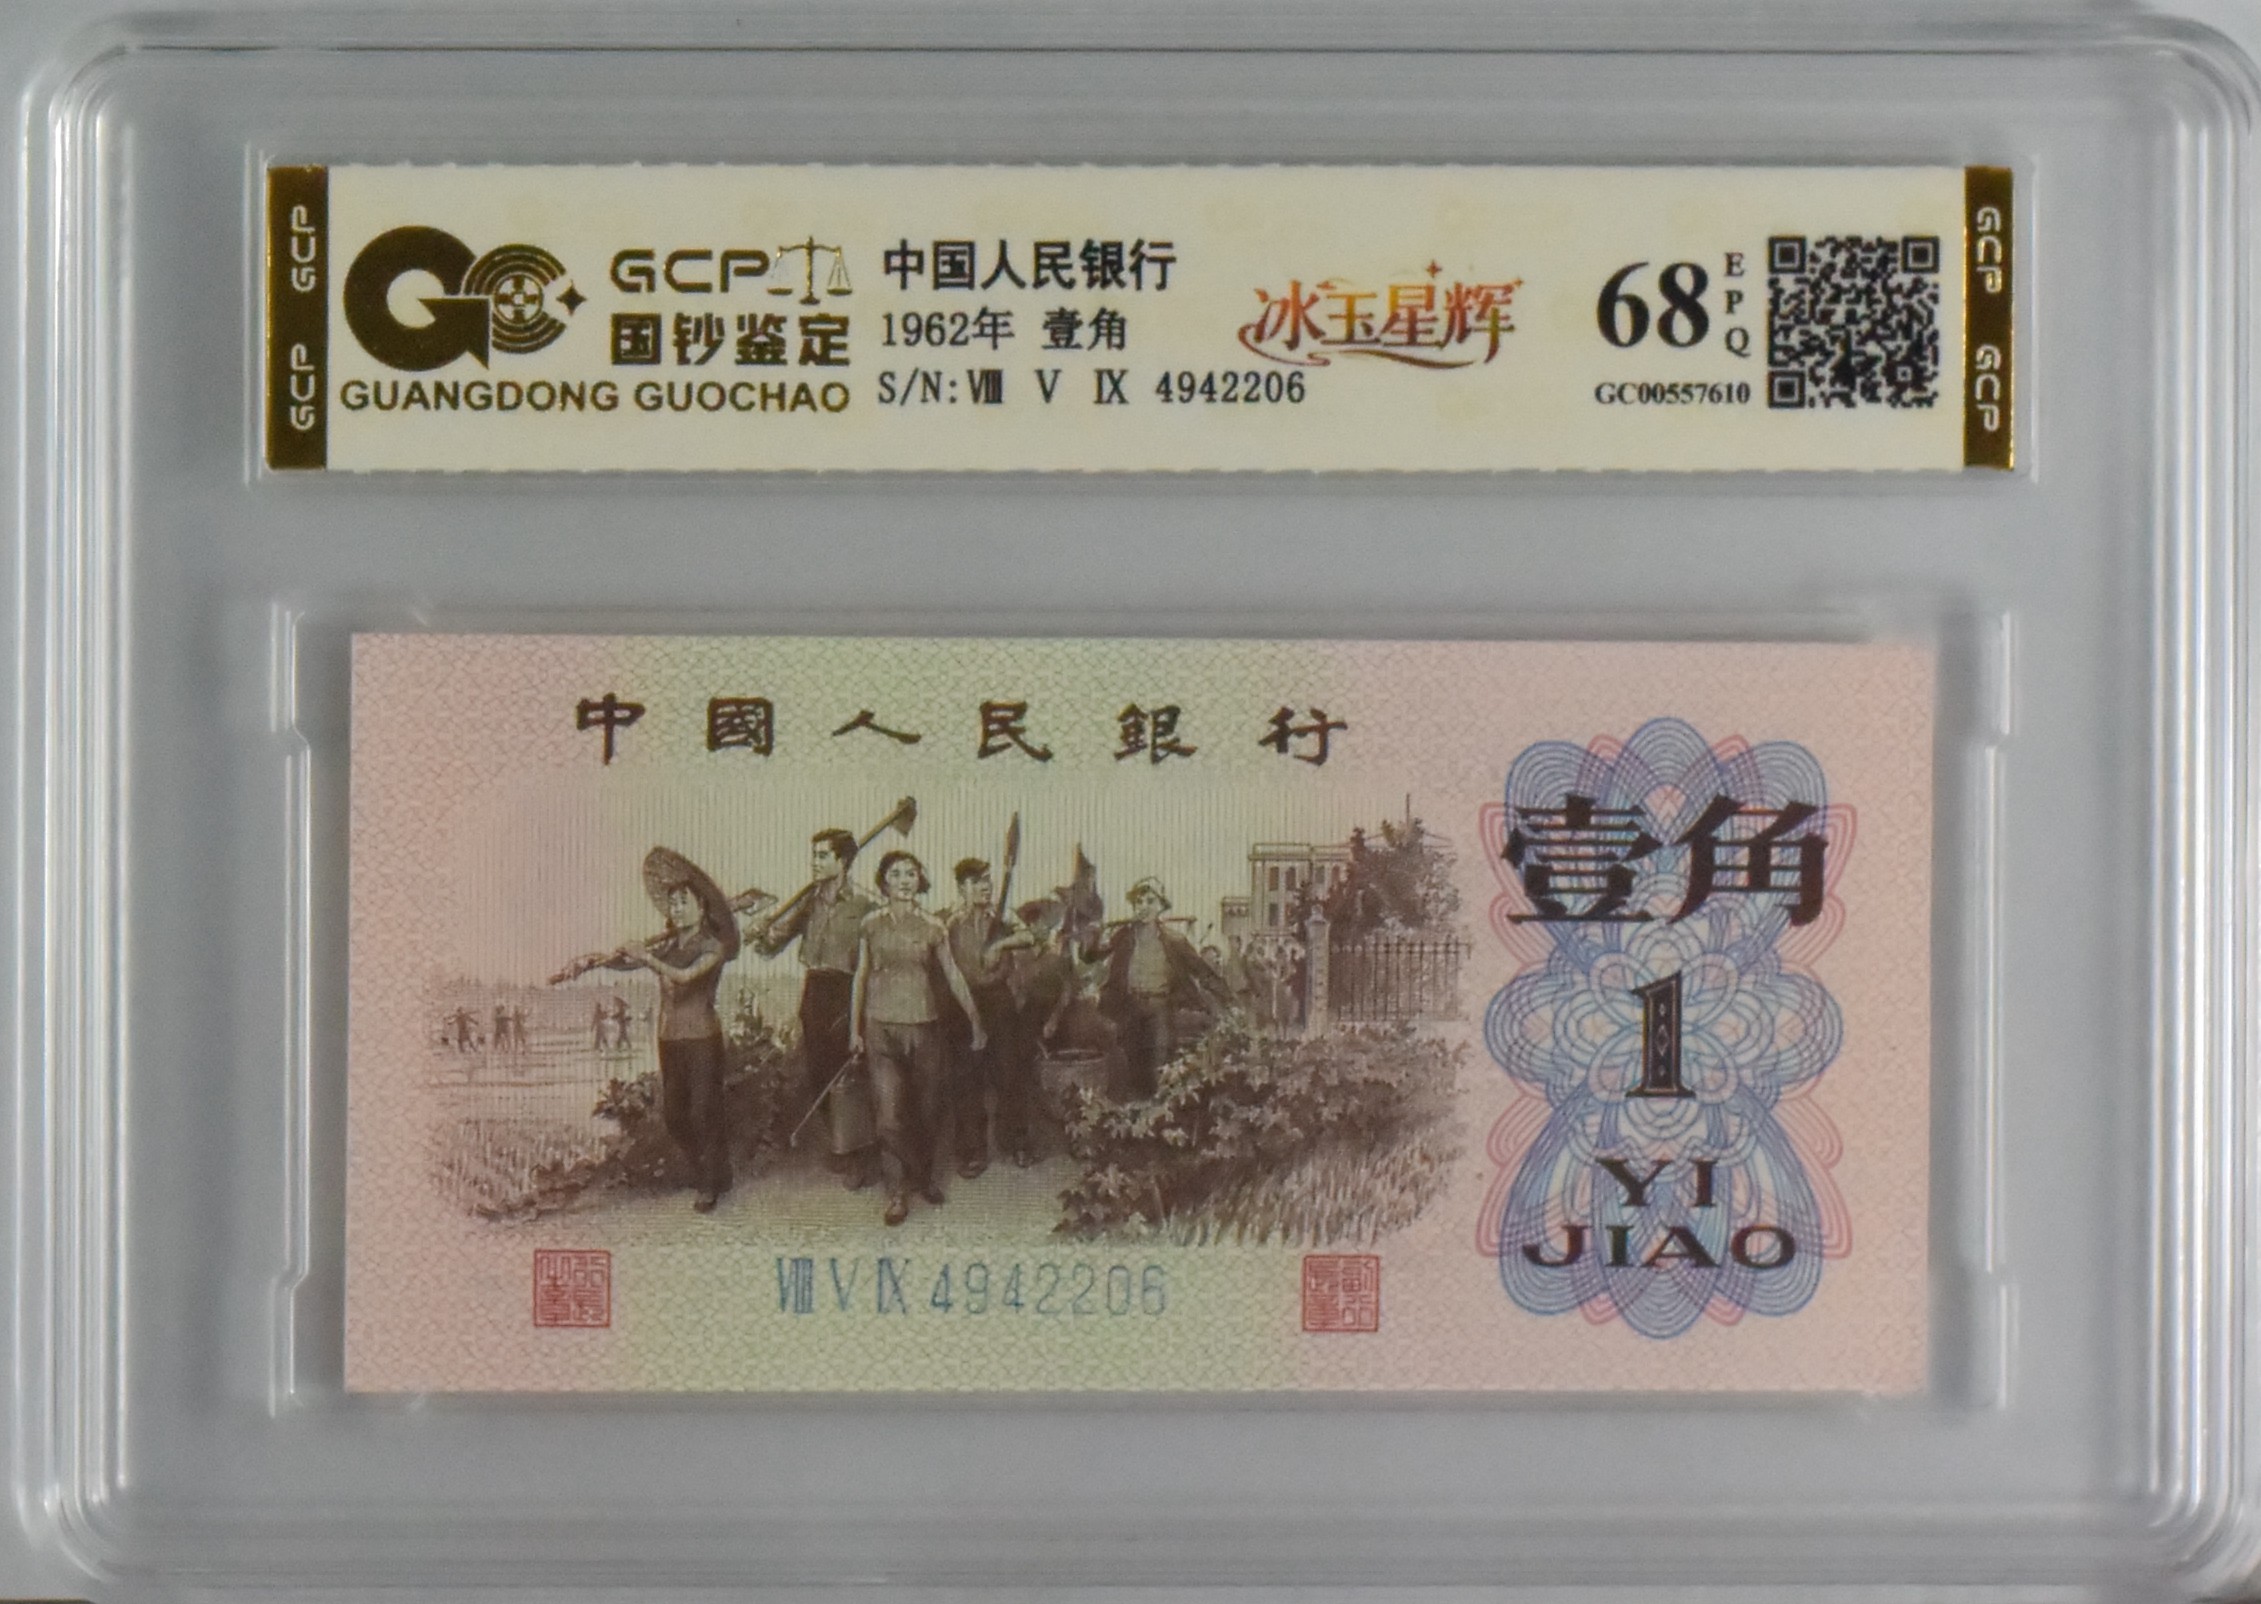 GCP GCP
GCP
国钞鉴定
GUANGDONG GUOCHAO
中国人民银行
1962年 壹角
S/N:Ⅷ Ⅴ Ⅸ 4942206
冰玉星辉
68
EPQ
GC00557610
GCP GCP
中國人民銀行
壹角
1
YI
JIAO
Ⅷ Ⅴ Ⅸ 4942206